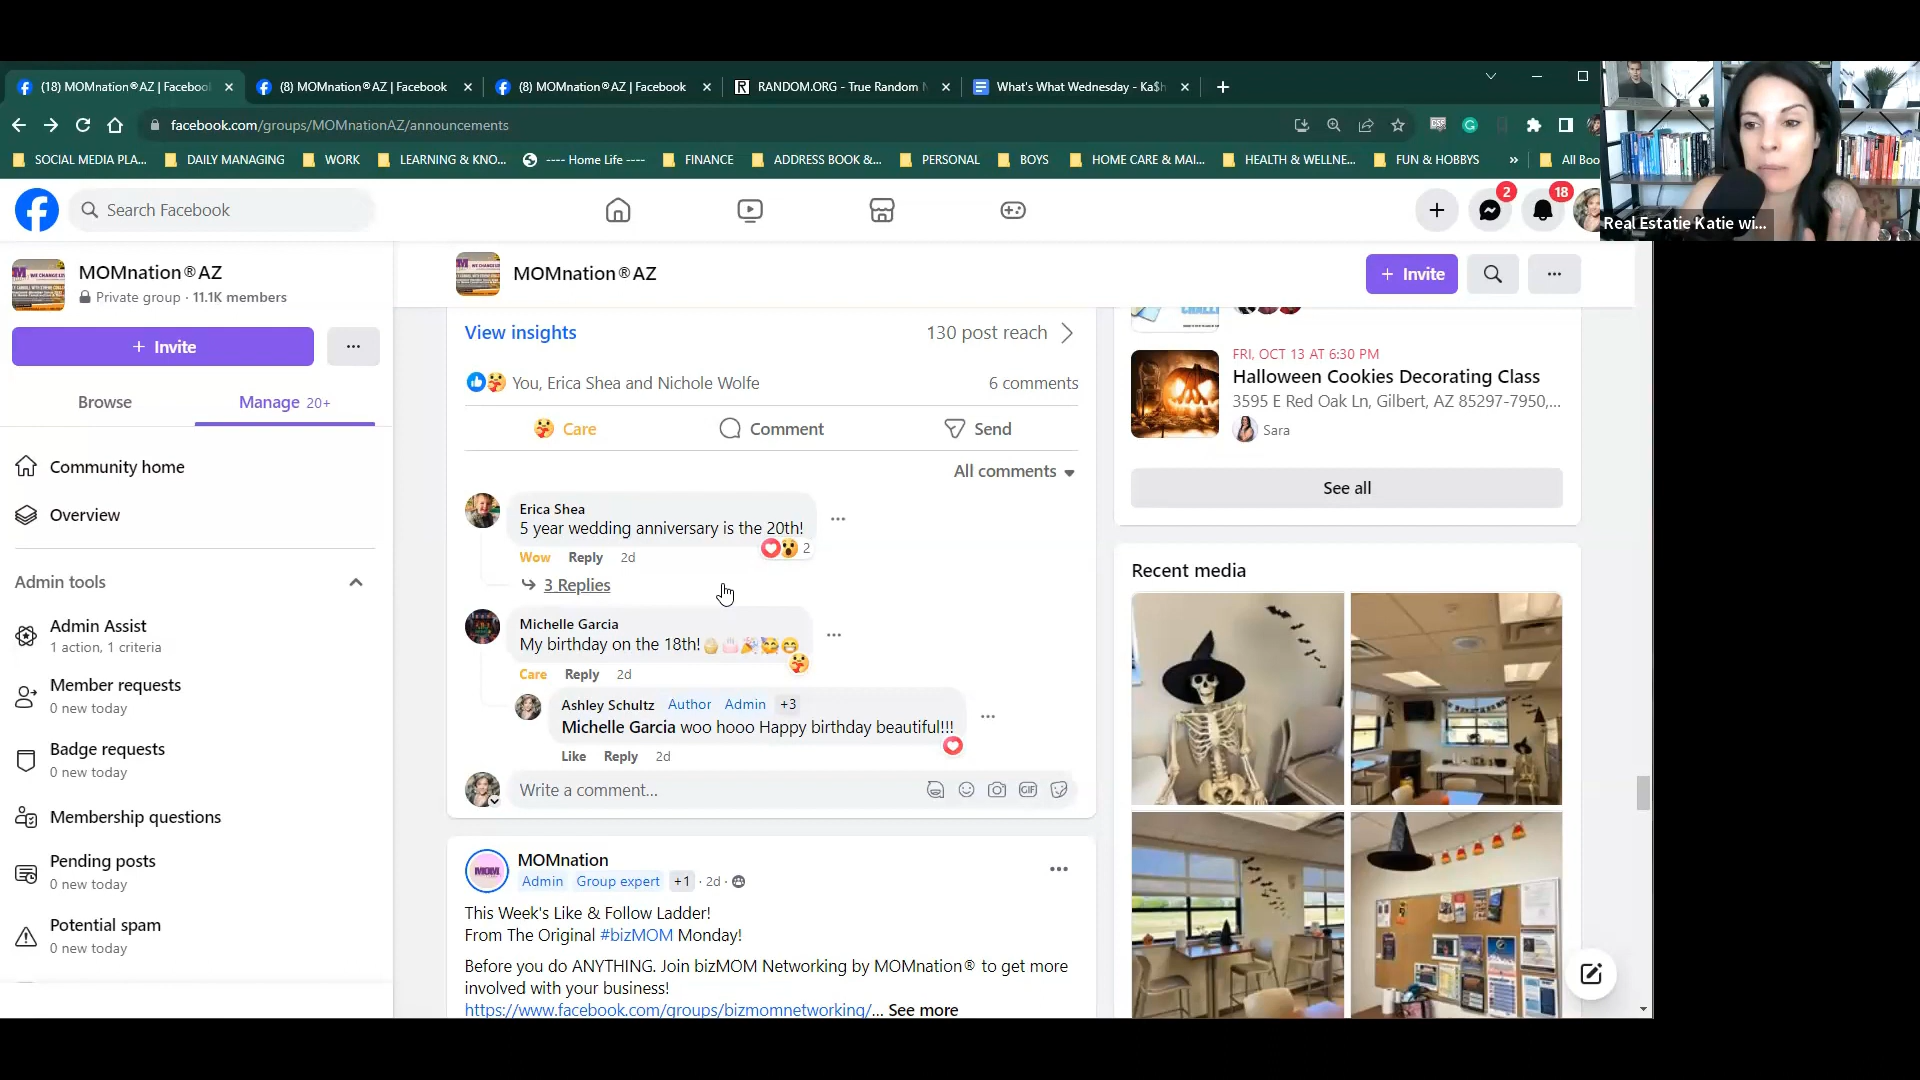 (18) MOMnation®AZ | Faceboo
(8) MOMnation®AZ | Facebook
(8) MOMnation®AZ | Facebook
RANDOM.ORG - True Random
What's What Wednesday - Ka$h
facebook.com/groups/MOMnationAZ/announcements
SOCIAL MEDIA PLA...
DAILY MANAGING
WORK
LEARNING & KNO...
---- Home Life ----
FINANCE
ADDRESS BOOK &...
PERSONAL
BOYS
HOME CARE & MAI...
HEALTH & WELLNE...
FUN & HOBBYS
All Boo
Real Estatie Katie wi...
Search Facebook
2
18
MOMnation®AZ
Private group · 11.1K members
+ Invite
Browse
Manage 20+
Community home
Overview
Admin tools
Admin Assist
1 action, 1 criteria
Member requests
0 new today
Badge requests
0 new today
Membership questions
Pending posts
0 new today
Potential spam
0 new today
MOMnation®AZ
+ Invite
View insights
130 post reach
You, Erica Shea and Nichole Wolfe
6 comments
Care
Comment
Send
All comments
Erica Shea
5 year wedding anniversary is the 20th!
2
Wow Reply 2d
3 Replies
Michelle Garcia
My birthday on the 18th!
Care Reply 2d
Ashley Schultz Author Admin +3
Michelle Garcia woo hooo Happy birthday beautiful!!!
Like Reply 2d
Write a comment...
GIF
MOMnation
Admin Group expert +1 · 2d ·
This Week's Like & Follow Ladder!
From The Original #bizMOM Monday!
Before you do ANYTHING. Join bizMOM Networking by MOMnation® to get more
involved with your business!
https://www.facebook.com/groups/bizmomnetworking/... See more
FRI, OCT 13 AT 6:30 PM
Halloween Cookies Decorating Class
3595 E Red Oak Ln, Gilbert, AZ 85297-7950,...
Sara
See all
Recent media